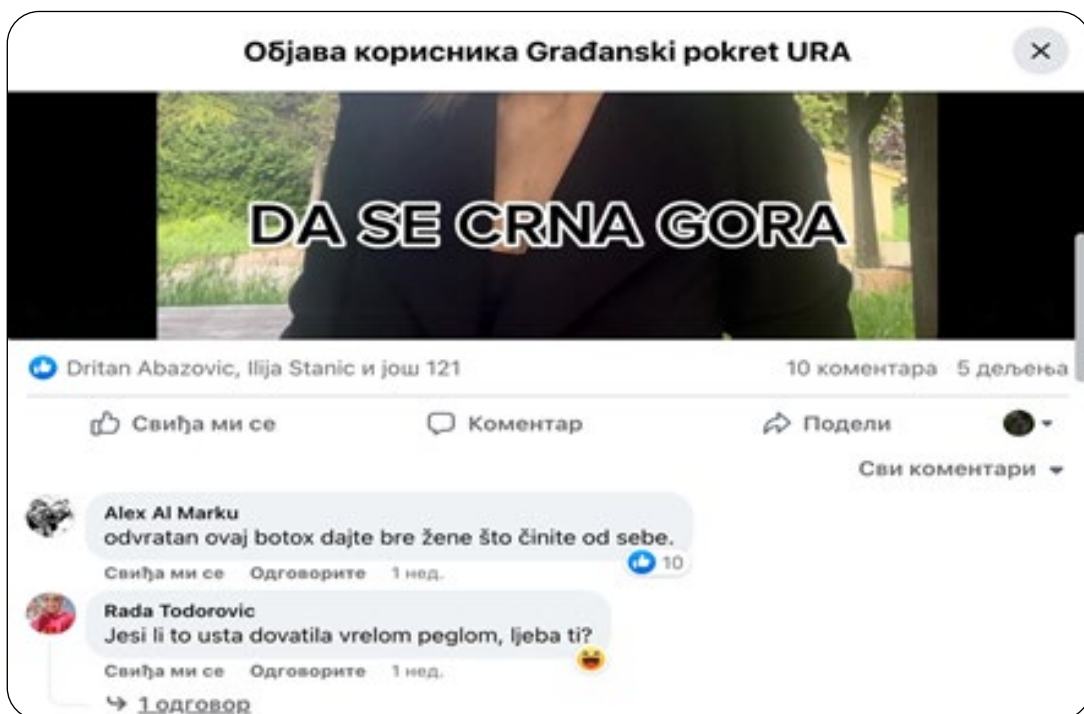 Објава корисника Građanski pokret URA
DA SE CRNA GORA
Dritan Abazovic, Ilija Stanic и још 121
10 коментара 5 дељења
Свиђа ми се Коментар Подели
Сви коментари
Alex Al Marku
odvratan ovaj botox dajte bre žene što činite od sebe.
10
Свиђа ми се Одговорите 1 нед.
Rada Todorovic
Jesi li to usta dovatila vrelom peglom, ljeba ti?
Свиђа ми се Одговорите 1 нед.
1 одговор